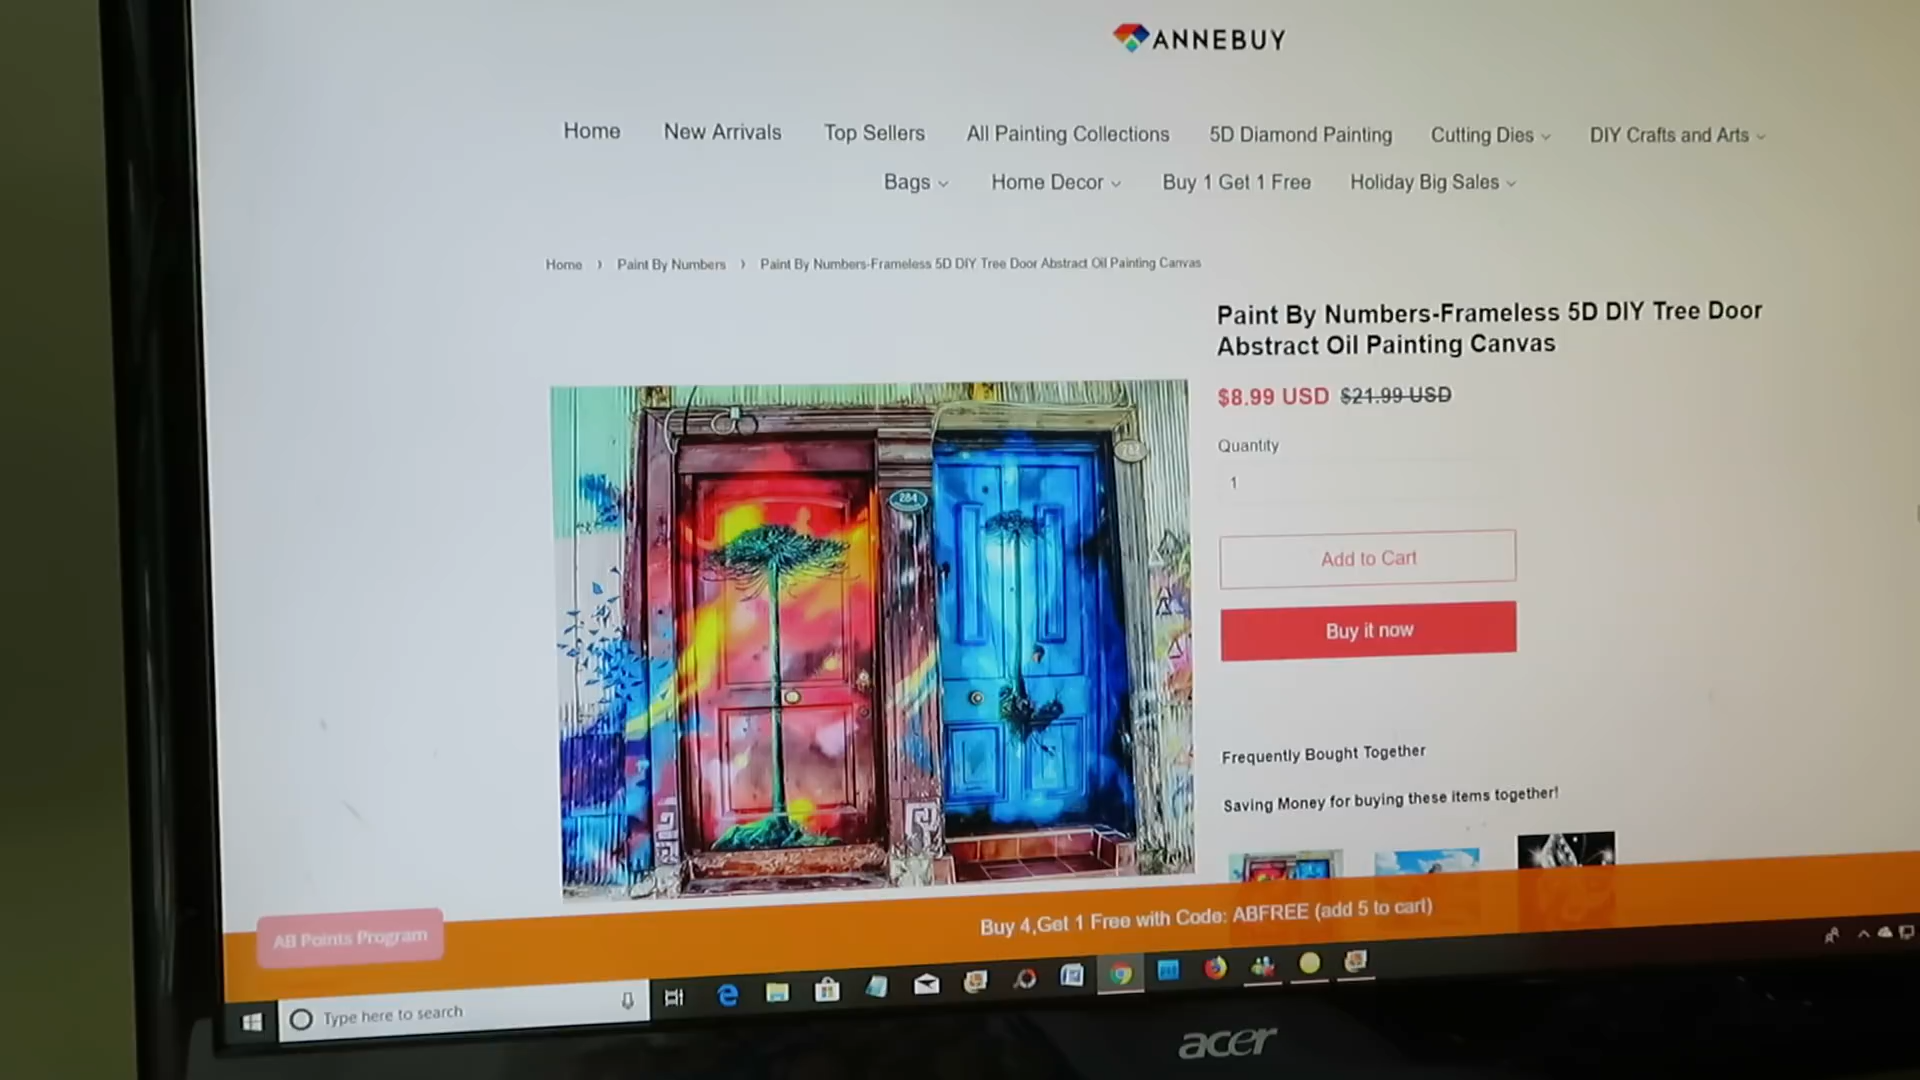 ANNEBUY
Home New Arrivals Top Sellers All Painting Collections 5D Diamond Painting Cutting Dies DIY Crafts and Arts
Bags Home Decor Buy 1 Get 1 Free Holiday Big Sales
Home › Paint By Numbers › Paint By Numbers-Frameless 5D DIY Tree Door Abstract Oil Painting Canvas
Paint By Numbers-Frameless 5D DIY Tree Door
Abstract Oil Painting Canvas
$8.99 USD $21.99 USD
Quantity
1
284
Add to Cart
Buy it now
Frequently Bought Together
Saving Money for buying these items together!
Buy 4,Get 1 Free with Code: ABFREE (add 5 to cart)
AB Points Program
Type here to search
acer